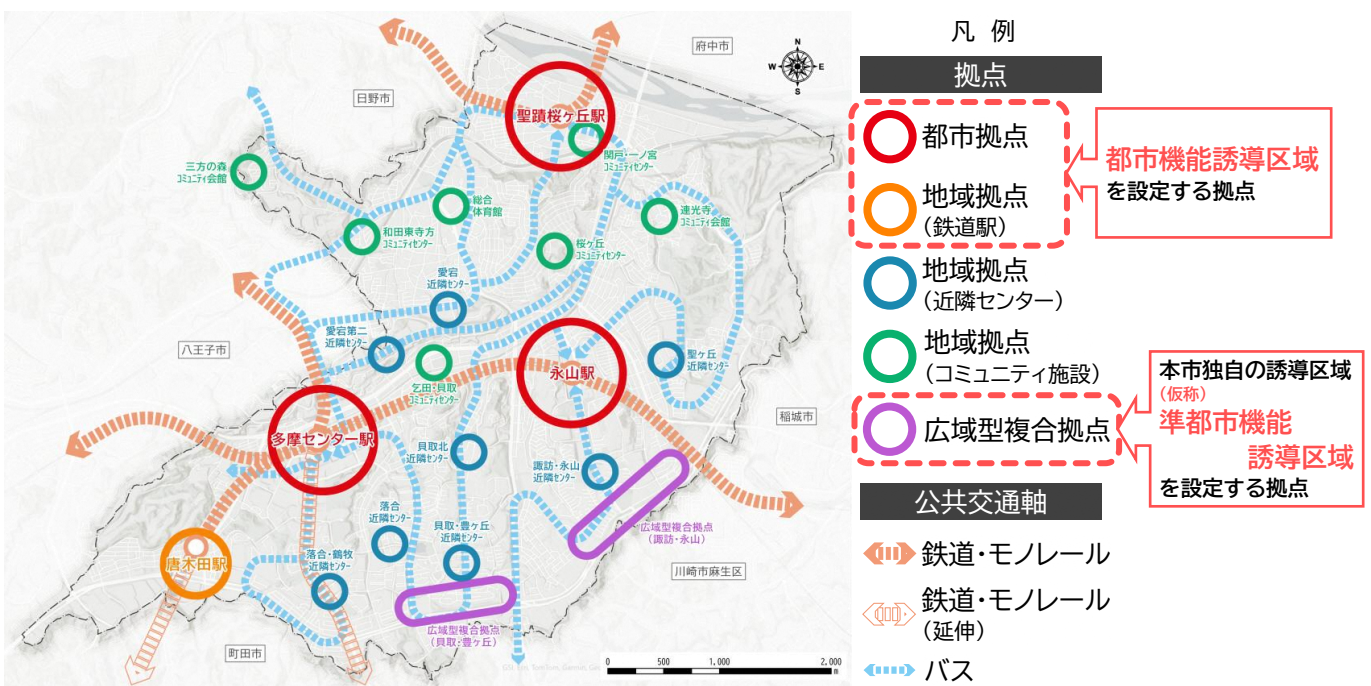 府中市
N
W
E
S
日野市
聖蹟桜ケ丘駅
関戸・一ノ宮
コミュニティセンター
三方の森
コミュニティ会館
総合
体育館
連光寺
コミュニティ会館
和田東寺方
コミュニティセンター
桜ケ丘
コミュニティセンター
愛宕
近隣センター
八王子市
愛宕第二
近隣センター
永山駅
聖ケ丘
近隣センター
乞田・貝取
コミュニティセンター
稲城市
多摩センター駅
貝取北
近隣センター
諏訪・永山
近隣センター
広域型複合拠点
(諏訪・永山)
落合
近隣センター
貝取・豊ケ丘
近隣センター
唐木田駅
落合・鶴牧
近隣センター
川崎市麻生区
広域型複合拠点
(貝取・豊ケ丘)
町田市
0
500
1,000
2,000
m
凡 例
拠点
都市拠点
地域拠点
(鉄道駅)
都市機能誘導区域
を設定する拠点
地域拠点
(近隣センター)
地域拠点
(コミュニティ施設)
広域型複合拠点
本市独自の誘導区域
(仮称)
準都市機能
誘導区域
を設定する拠点
公共交通軸
鉄道・モノレール
鉄道・モノレール
(延伸)
バス